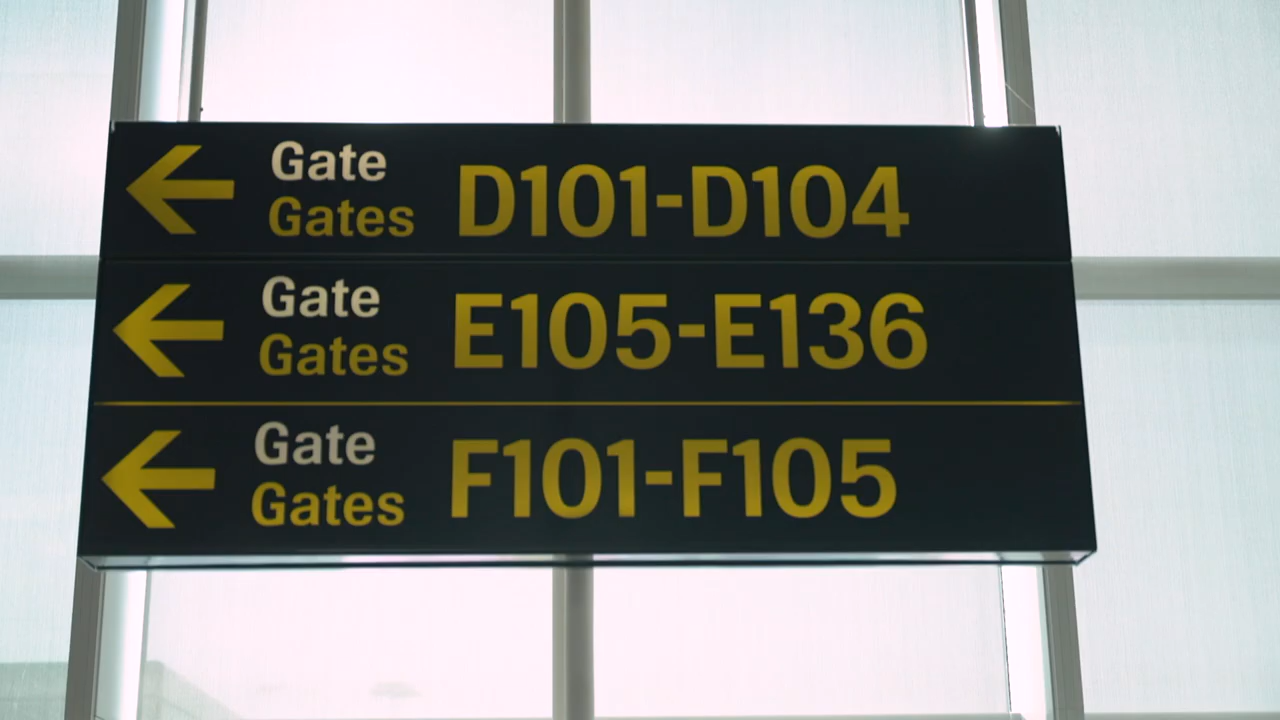 Gate
Gates D101-D104
Gate
Gates E105-E136
Gate
Gates F101-F105